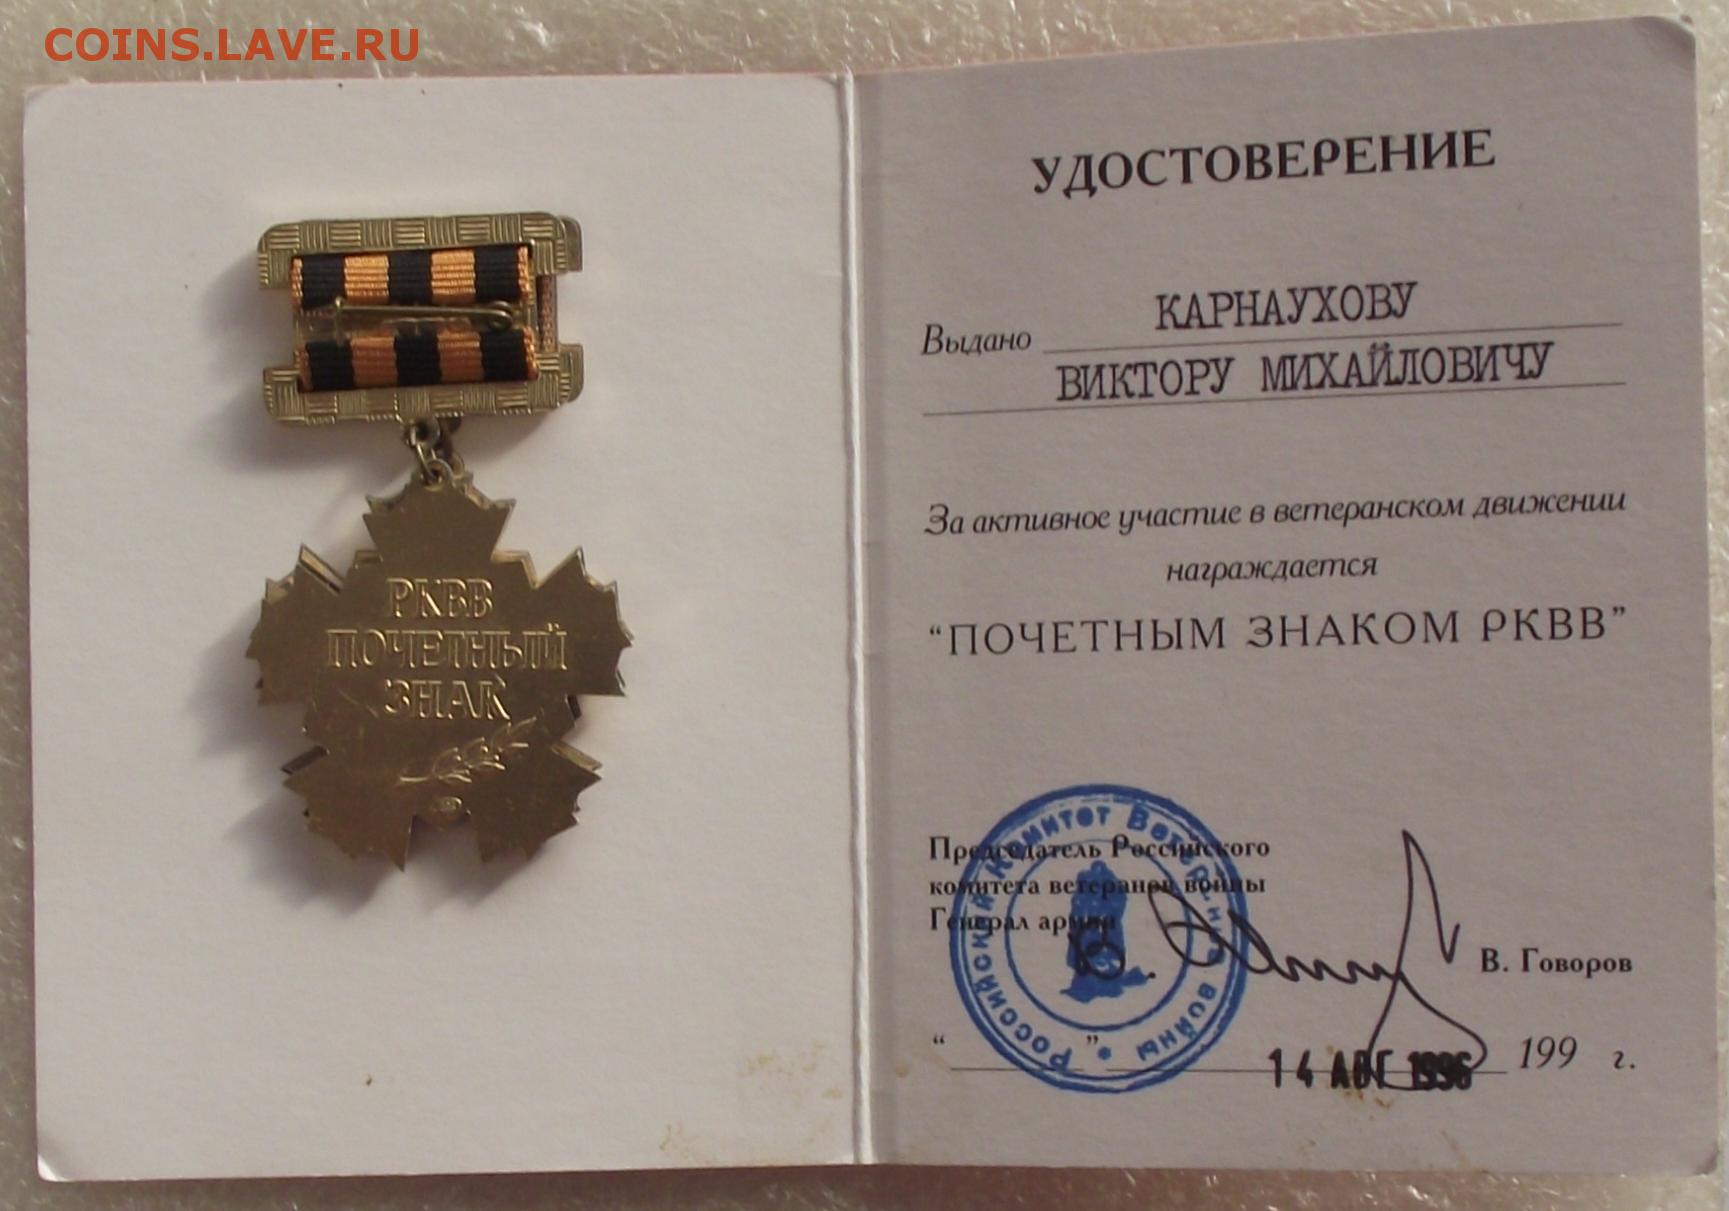 COINS.LAVE.RU
РКВВ
ПОЧЕТНЫЙ
ЗНАК
УДОСТОВЕРЕНИЕ
Выдано КАРНАУХОВУ
ВИКТОРУ МИХАЙЛОВИЧУ
За активное участие в ветеранском движении
награждается
“ПОЧЕТНЫМ ЗНАКОМ РКВВ”
Председатель Российского
комитета ветеранов войны
Генерал армии
В. Говоров
“ ” 14 АВГ 1996 199 г.
Российский Комитет Ветеранов войны *